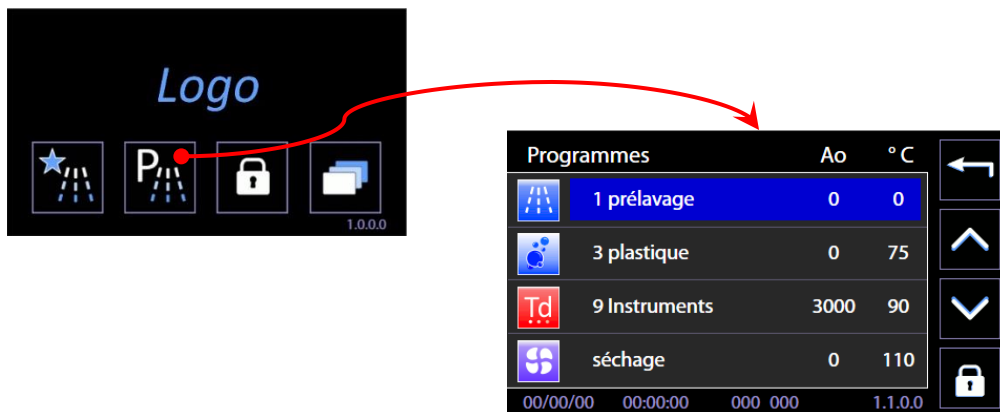 Logo
P
1.0.0.0
Programmes Ao °C
1 prélavage 0 0
3 plastique 0 75
Td 9 Instruments 3000 90
séchage 0 110
00/00/00 00:00:00 000 000 1.1.0.0